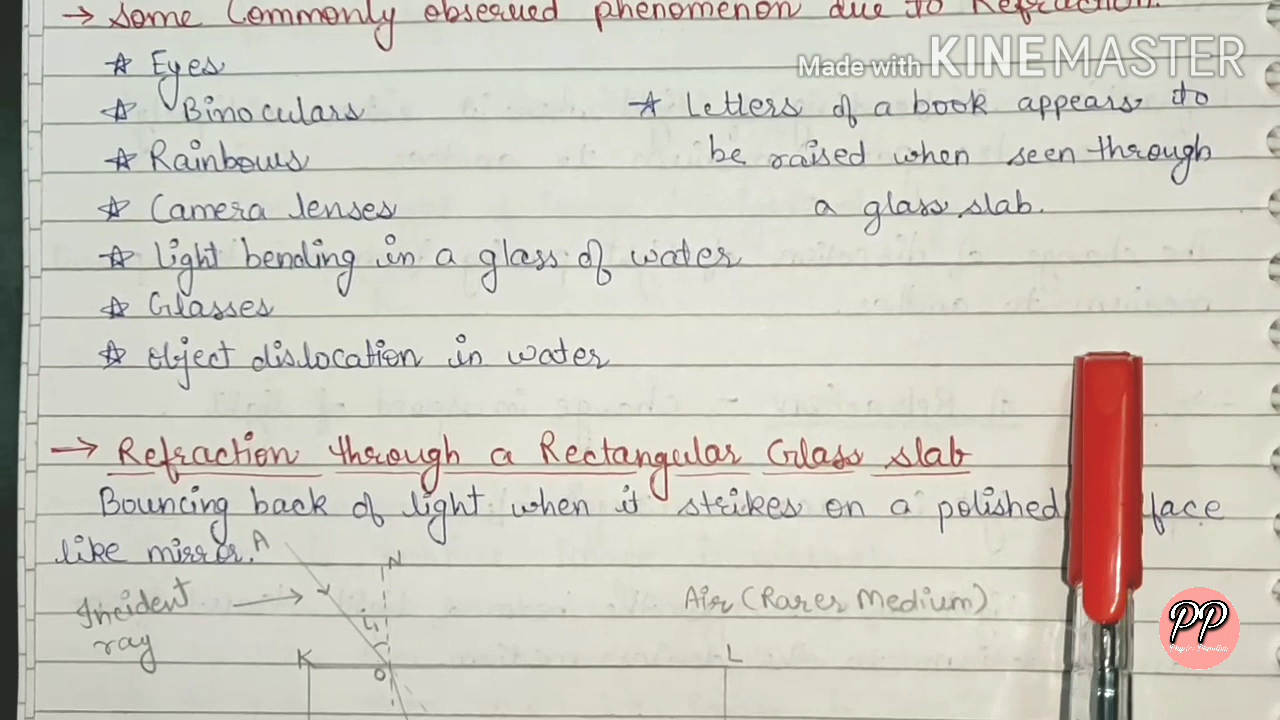 → Some Commonly observed phenomenon due to Refraction.
Made with KINEMASTER
☆ Eyes
☆ Binoculars
☆ Rainbows
☆ Camera lenses
☆ light bending in a glass of water
☆ Glasses
☆ object dislocation in water
☆ Letters of a book appears to
be raised when seen through
a glass slab.
→ Refraction through a Rectangular Glass slab
Bouncing back of light when it strikes on a polished face
like mirror.
A
N
Incident
ray
Air (Rarer Medium)
i
K
L
O
PP